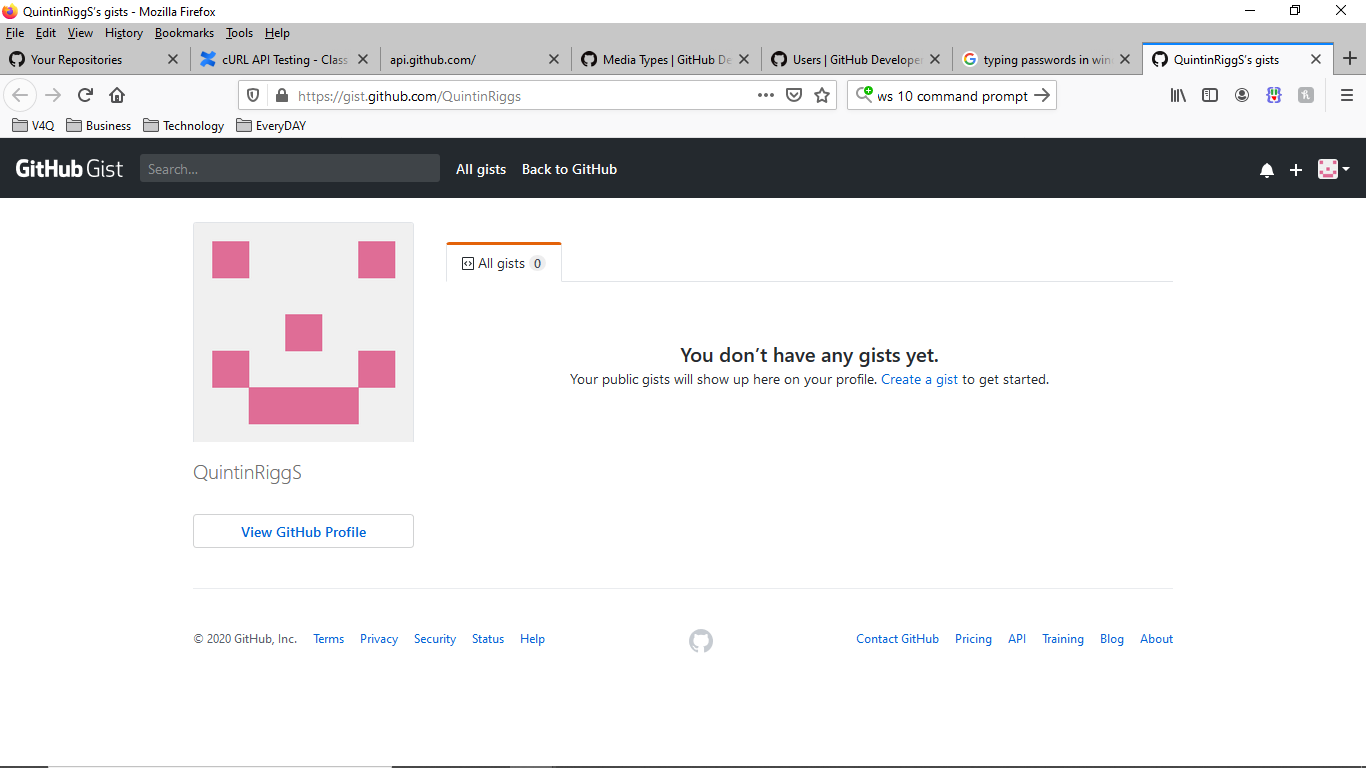 QuintinRiggS's gists - Mozilla Firefox
File Edit View History Bookmarks Tools Help
Your Repositories
cURL API Testing - Class
api.github.com/
Media Types | GitHub De
Users | GitHub Developer
typing passwords in win
QuintinRiggS's gists
https://gist.github.com/QuintinRiggs
ws 10 command prompt
V4Q Business Technology EveryDAY
GitHub Gist Search... All gists Back to GitHub
All gists 0
You don't have any gists yet.
Your public gists will show up here on your profile. Create a gist to get started.
QuintinRiggS
View GitHub Profile
© 2020 GitHub, Inc. Terms Privacy Security Status Help Contact GitHub Pricing API Training Blog About